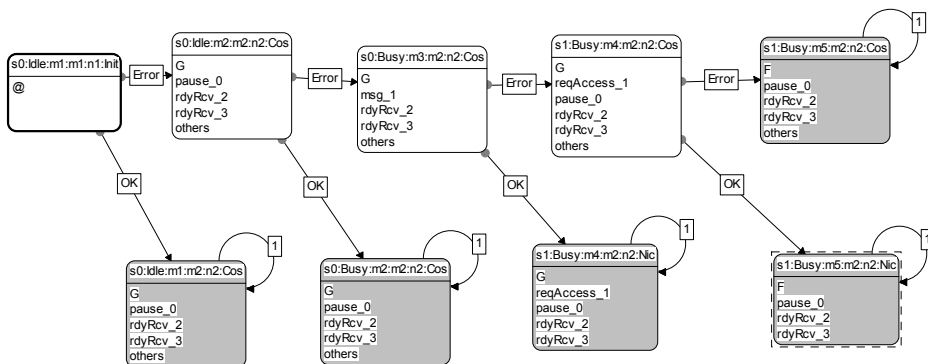 s0:Idle:m1:m1:n1:Init
@
Error
s0:Idle:m2:m2:n2:Cos
G
pause_0
rdyRcv_2
rdyRcv_3
others
Error
s0:Busy:m3:m2:n2:Cos
G
msg_1
rdyRcv_2
rdyRcv_3
others
Error
s1:Busy:m4:m2:n2:Cos
G
reqAccess_1
pause_0
rdyRcv_2
rdyRcv_3
others
Error
s1:Busy:m5:m2:n2:Cos
F
pause_0
rdyRcv_2
rdyRcv_3
others
1
OK
OK
OK
OK
s0:Idle:m1:m2:n2:Cos
G
pause_0
rdyRcv_2
rdyRcv_3
others
1
s0:Busy:m2:m2:n2:Cos
G
pause_0
rdyRcv_2
rdyRcv_3
others
1
s1:Busy:m4:m2:n2:Nic
G
reqAccess_1
pause_0
rdyRcv_2
rdyRcv_3
1
s1:Busy:m5:m2:n2:Nic
F
pause_0
rdyRcv_2
rdyRcv_3
1